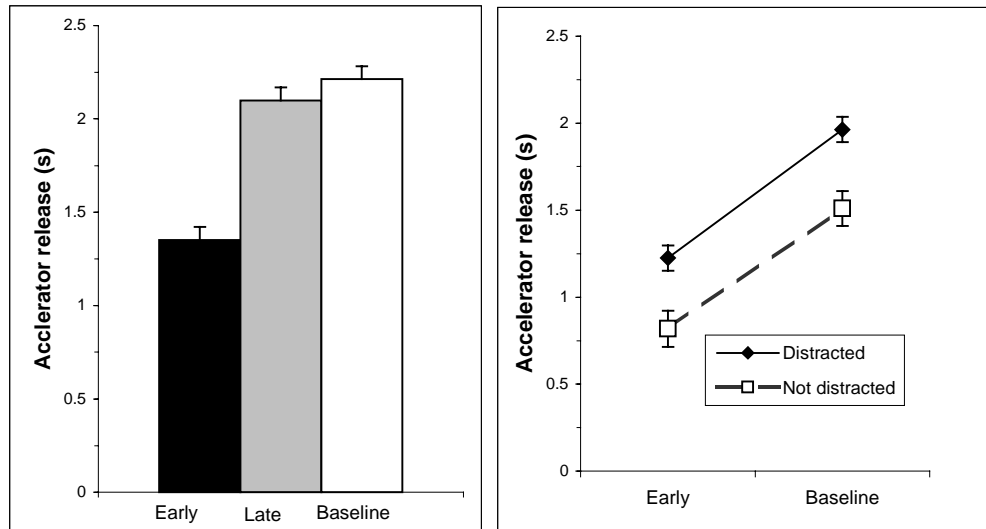 Acclerator release (s)
2.5
2
1.5
1
0.5
0
Early Late Baseline
Accelerator release (s)
2.5
2
1.5
1
0.5
0
Distracted
Not distracted
Early Baseline